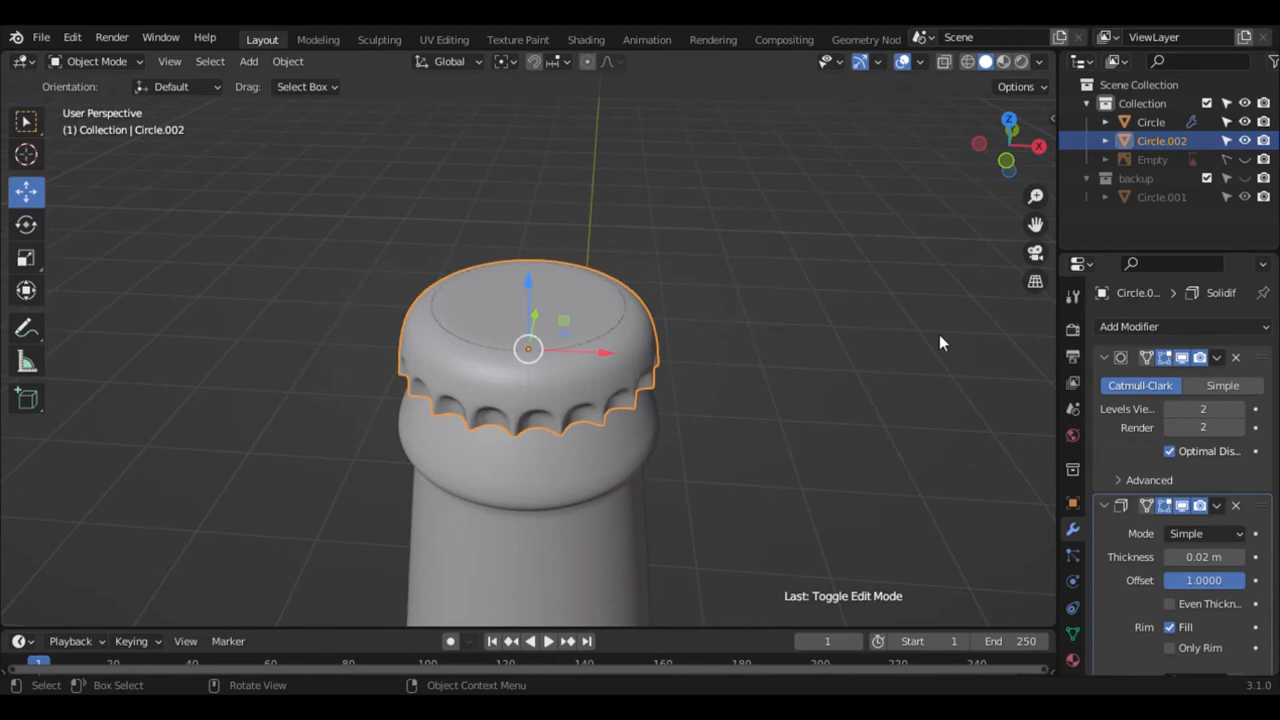 File Edit Render Window Help Layout Modeling Sculpting UV Editing Texture Paint Shading Animation Rendering Compositing Geometry Nod Scene ViewLayer
Object Mode View Select Add Object Global
Orientation: Default Drag: Select Box Options
User Perspective
(1) Collection | Circle.002
Z
X
Scene Collection
Collection
Circle
Circle.002
Empty
backup
Circle.001
Circle.0... Solidif
Add Modifier
Catmull-Clark Simple
Levels Vie... 2
Render 2
Optimal Dis...
Advanced
Mode Simple
Thickness 0.02 m
Offset 1.0000
Even Thickn...
Rim Fill
Only Rim
Last: Toggle Edit Mode
Playback Keying View Marker 1 Start 1 End 250
1 20 40 60 80 100 120 140 160 180 200 220 240
Select Box Select Rotate View Object Context Menu 3.1.0